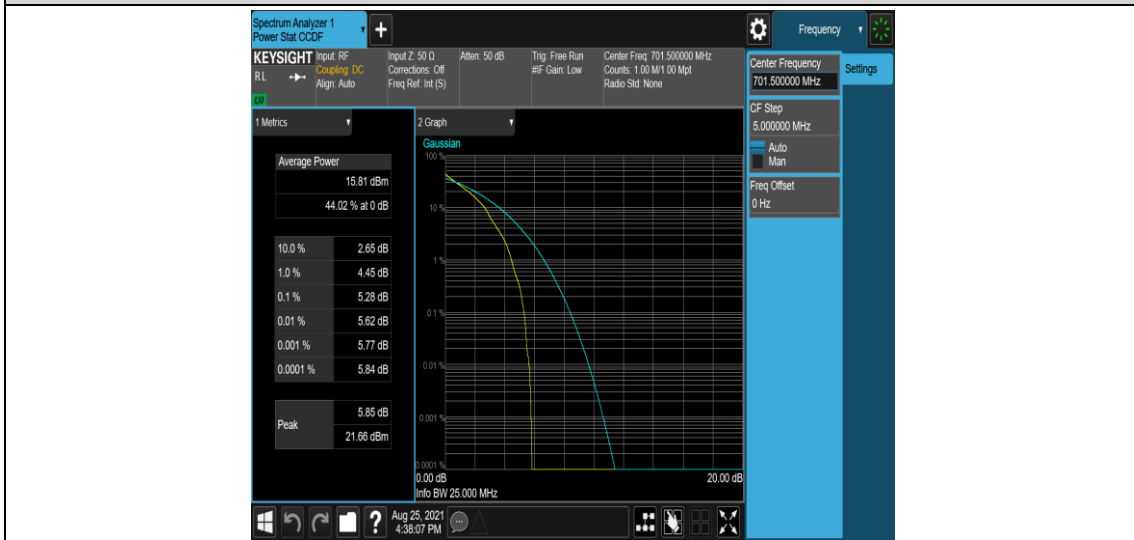 Spectrum Analyzer 1
Power Stat CCDF
+
Frequency
KEYSIGHT
RL
LXI
Input: RF
Coupling: DC
Align: Auto
Input Z: 50 Ω
Corrections: Off
Freq Ref: Int (S)
Atten: 50 dB
Trig: Free Run
#IF Gain: Low
Center Freq: 701.500000 MHz
Counts: 1.00 M/1.00 Mpt
Radio Std: None
Center Frequency
701.500000 MHz
Settings
CF Step
5.000000 MHz
Auto
Man
Freq Offset
0 Hz
1 Metrics
Average Power
15.81 dBm
44.02 % at 0 dB
10.0 % 2.65 dB
1.0 % 4.45 dB
0.1 % 5.28 dB
0.01 % 5.62 dB
0.001 % 5.77 dB
0.0001 % 5.84 dB
Peak
5.85 dB
21.66 dBm
2 Graph
Gaussian
100 %
10 %
1 %
0.1 %
0.01 %
0.001 %
0.0001 %
0.00 dB
20.00 dB
Info BW 25.000 MHz
?
Aug 25, 2021
4:38:07 PM